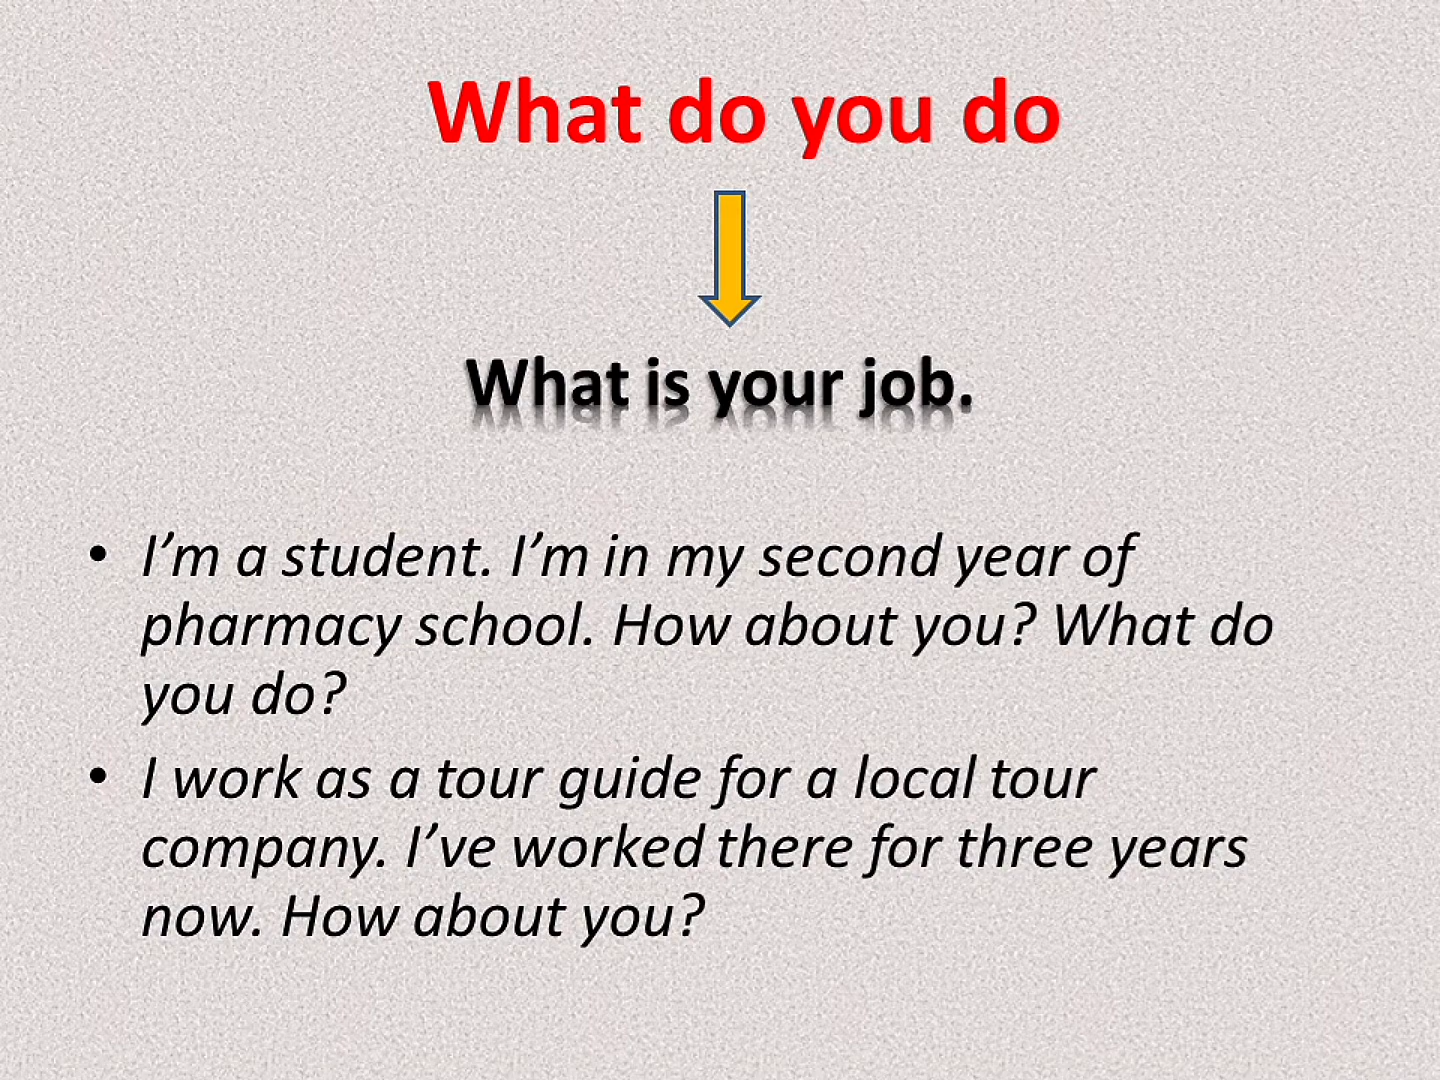 What do you do
What is your job.
• I’m a student. I’m in my second year of
pharmacy school. How about you? What do
you do?
• I work as a tour guide for a local tour
company. I’ve worked there for three years
now. How about you?